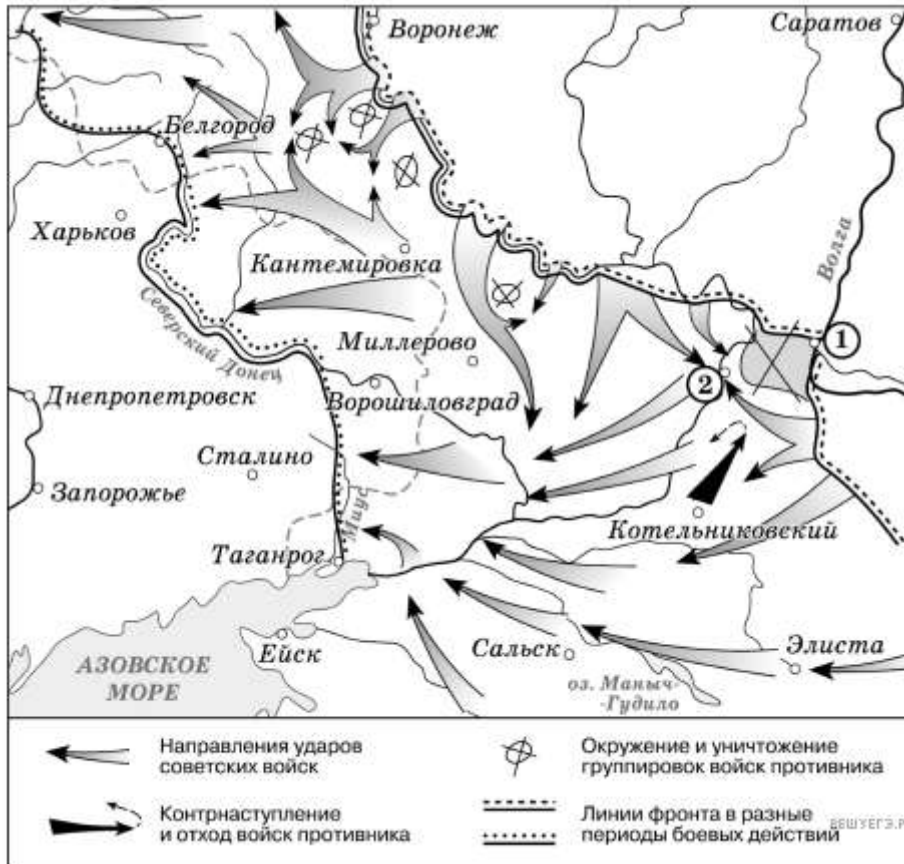 Воронеж
Саратов
Белгород
Харьков
Волга
Кантемировка
Северский Донец
Миллерово
1
2
Днепропетровск
Ворошиловград
Сталино
Запорожье
Миус
Котельниковский
Таганрог
Ейск
Сальск
Элиста
АЗОВСКОЕ
МОРЕ
оз. Маныч-
-Гудило
Направления ударов
советских войск
Окружение и уничтожение
группировок войск противника
Контрнаступление
и отход войск противника
Линии фронта в разные
периоды боевых действий